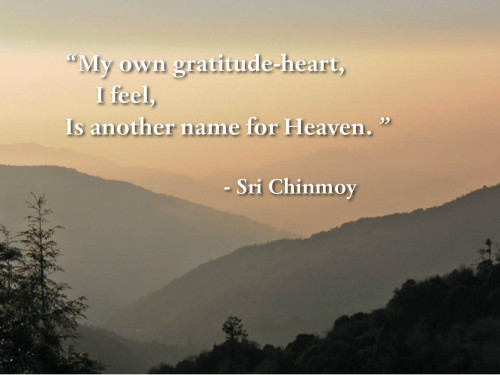 “My own gratitude-heart,
I feel,
Is another name for Heaven. ”
- Sri Chinmoy